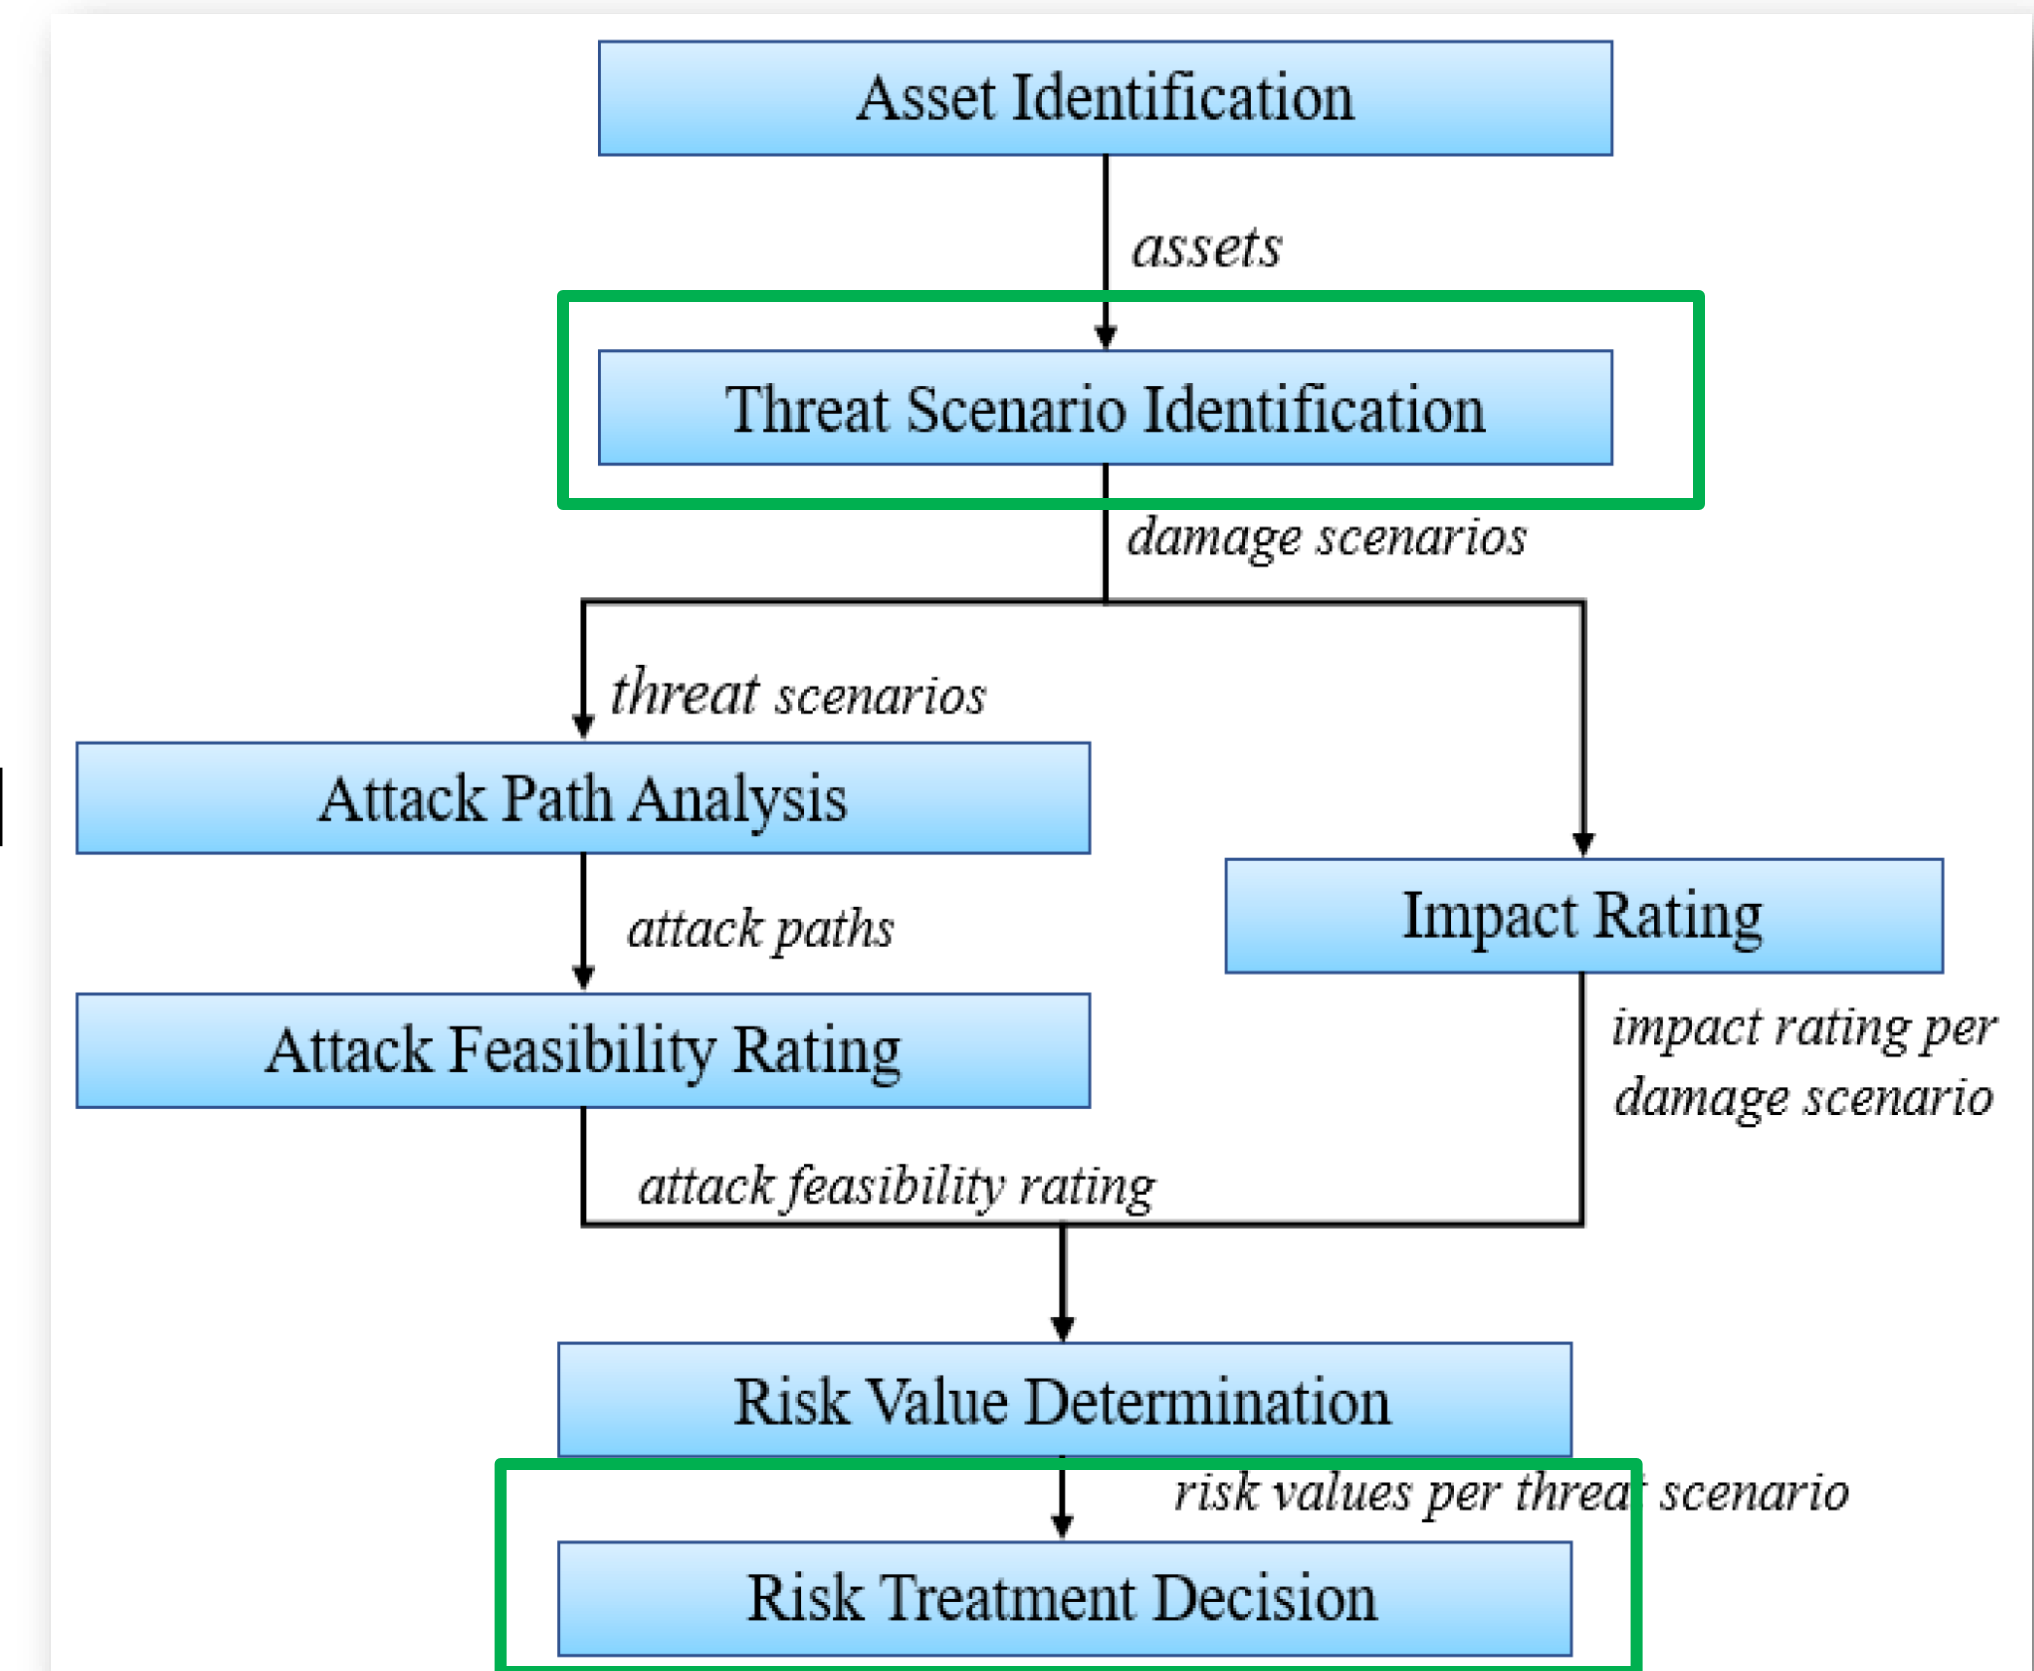 Asset Identification
assets
Threat Scenario Identification
damage scenarios
threat scenarios
Attack Path Analysis
attack paths
Impact Rating
Attack Feasibility Rating
impact rating per
damage scenario
attack feasibility rating
Risk Value Determination
risk values per threat scenario
Risk Treatment Decision